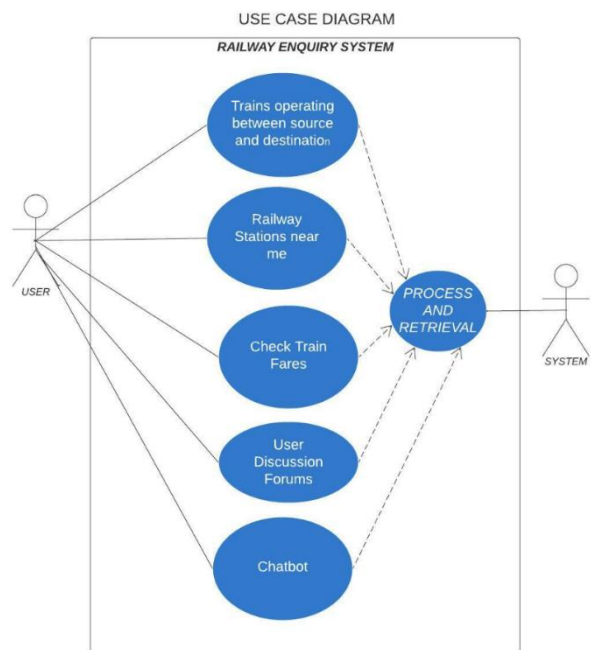 USE CASE DIAGRAM
RAILWAY ENQUIRY SYSTEM
Trains operating
between source
and destination
Railway
Stations near
me
USER
PROCESS
AND
RETRIEVAL
Check Train
Fares
SYSTEM
User
Discussion
Forums
Chatbot